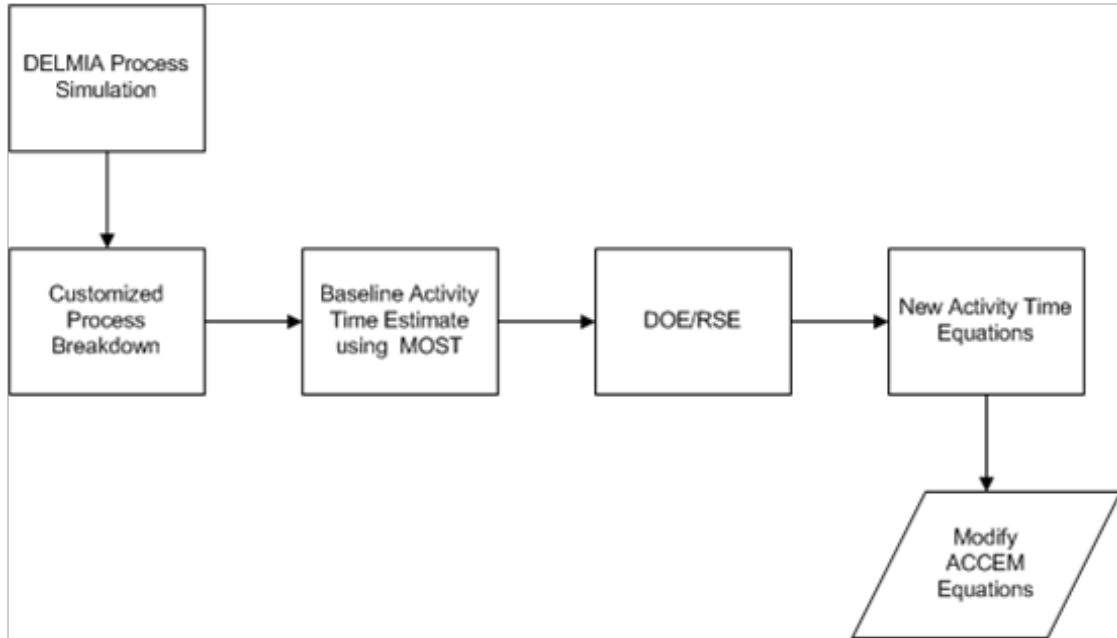 DELMIA Process
Simulation
Customized
Process
Breakdown
Baseline Activity
Time Estimate
using MOST
DOE/RSE
New Activity Time
Equations
Modify
ACCEM
Equations